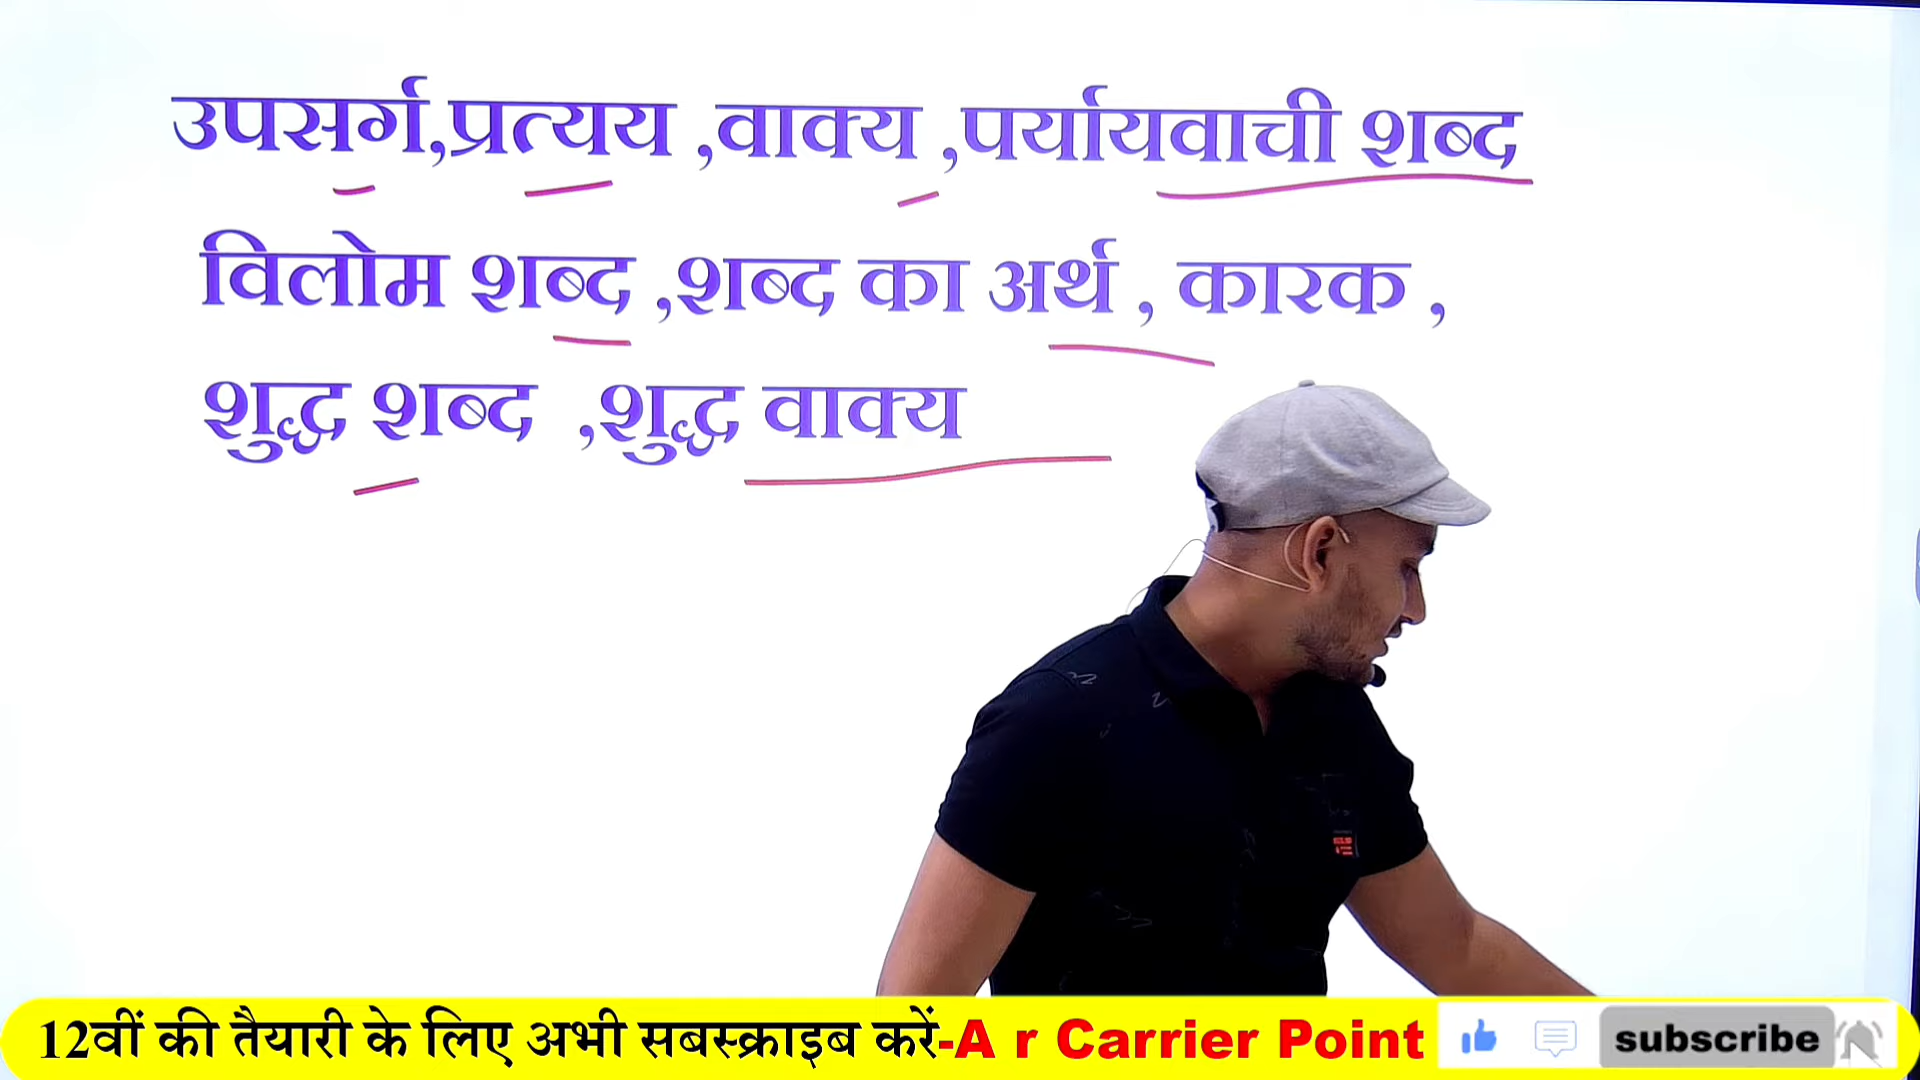 उपसर्ग,प्रत्यय ,वाक्य ,पर्यायवाची शब्द
विलोम शब्द ,शब्द का अर्थ , कारक ,
शुद्ध शब्द ,शुद्ध वाक्य
12वीं की तैयारी के लिए अभी सबस्क्राइब करें-A r Carrier Point subscribe